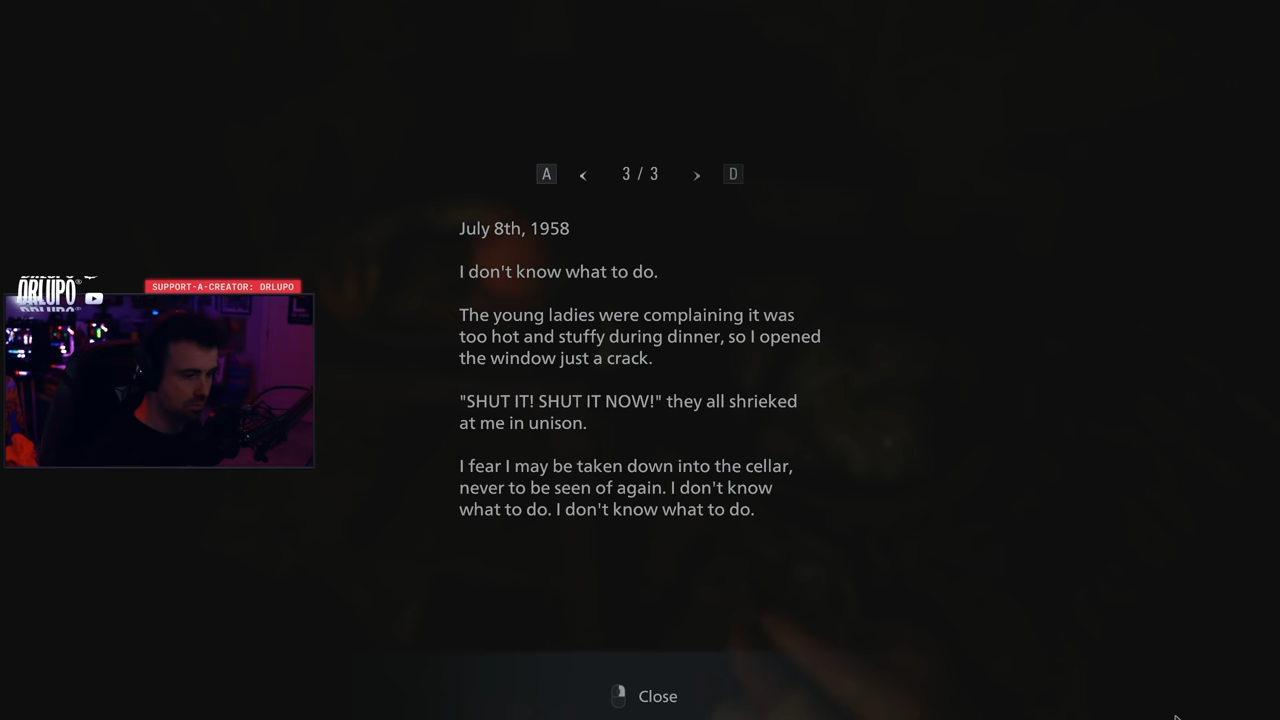 A < 3 / 3 > D
July 8th, 1958
I don't know what to do.
The young ladies were complaining it was
too hot and stuffy during dinner, so I opened
the window just a crack.
"SHUT IT! SHUT IT NOW!" they all shrieked
at me in unison.
I fear I may be taken down into the cellar,
never to be seen of again. I don't know
what to do. I don't know what to do.
DRLUPO
SUPPORT-A-CREATOR: DRLUPO
Close